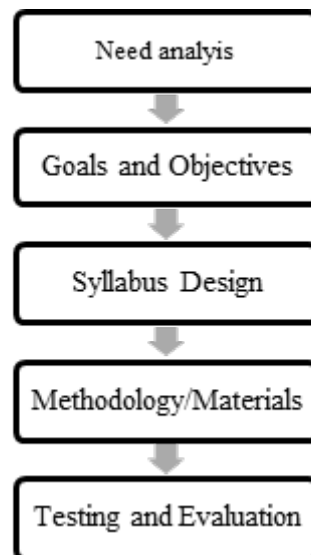 Need analyis
Goals and Objectives
Syllabus Design
Methodology/Materials
Testing and Evaluation